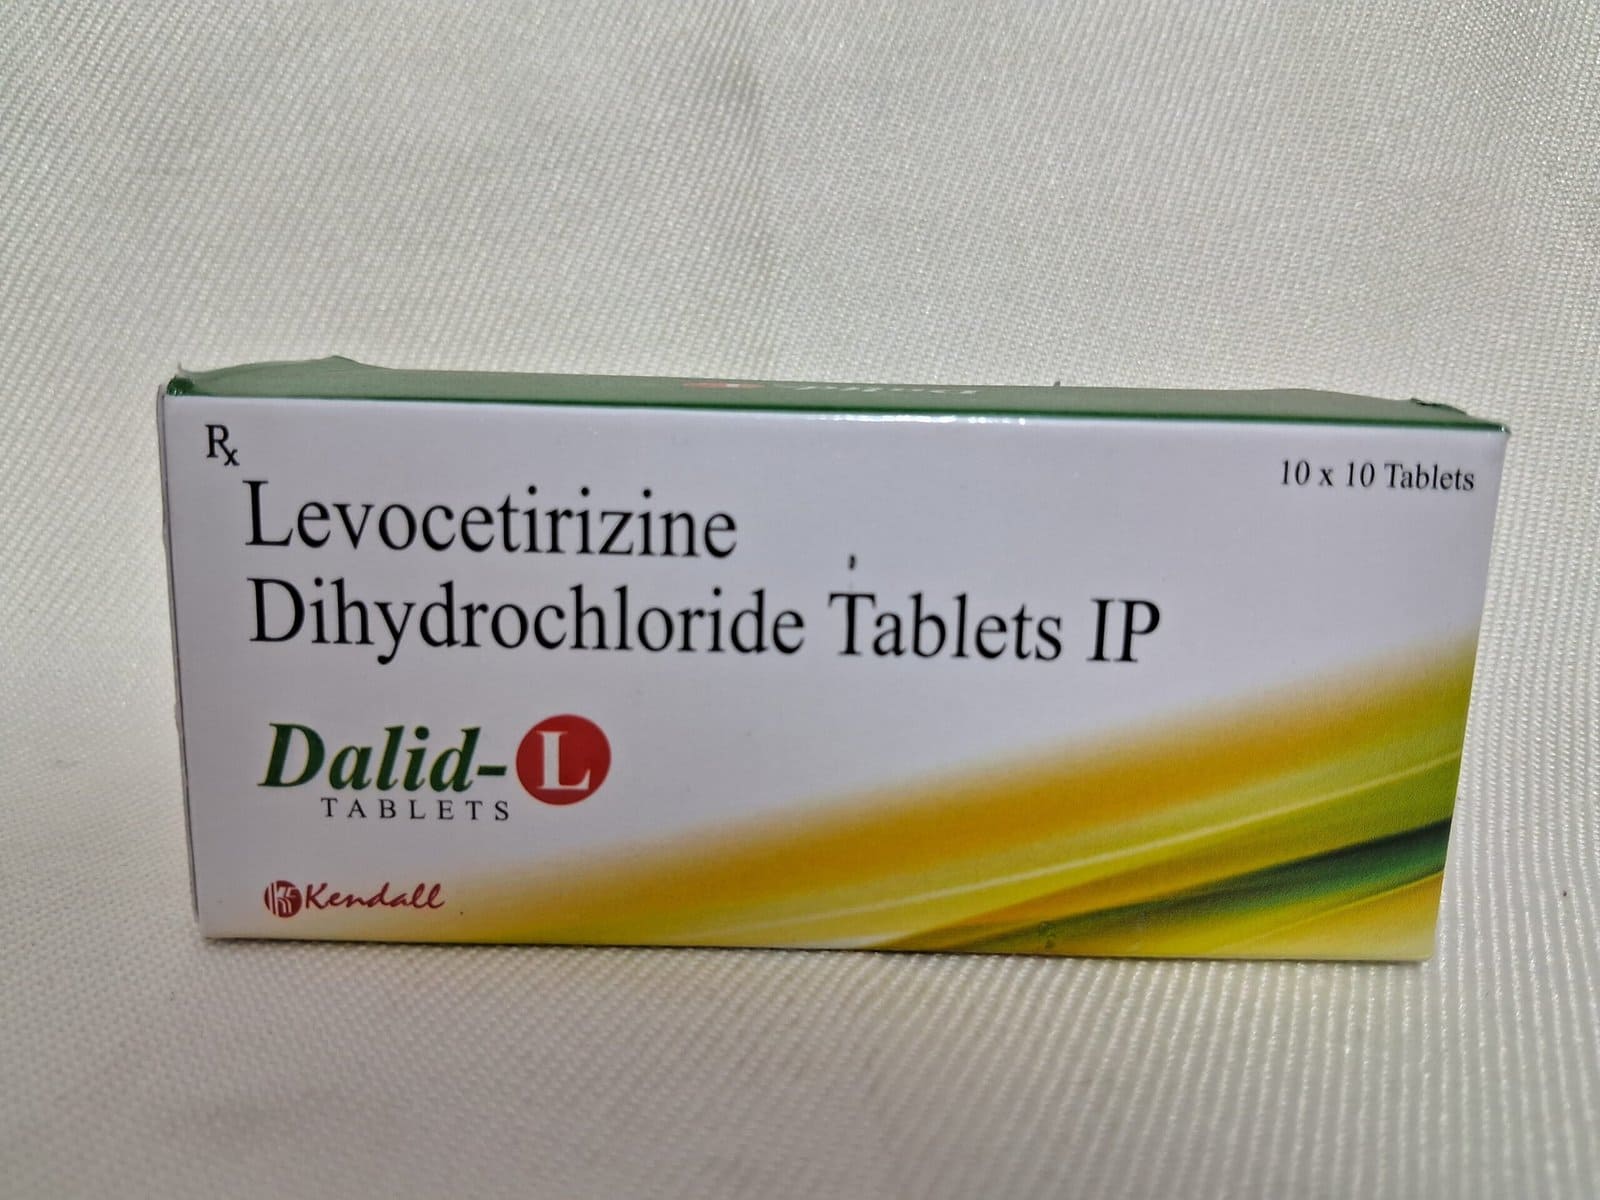 Rx
10 x 10 Tablets
Levocetirizine
Dihydrochloride Tablets IP
Dalid-L
TABLETS
Kendall